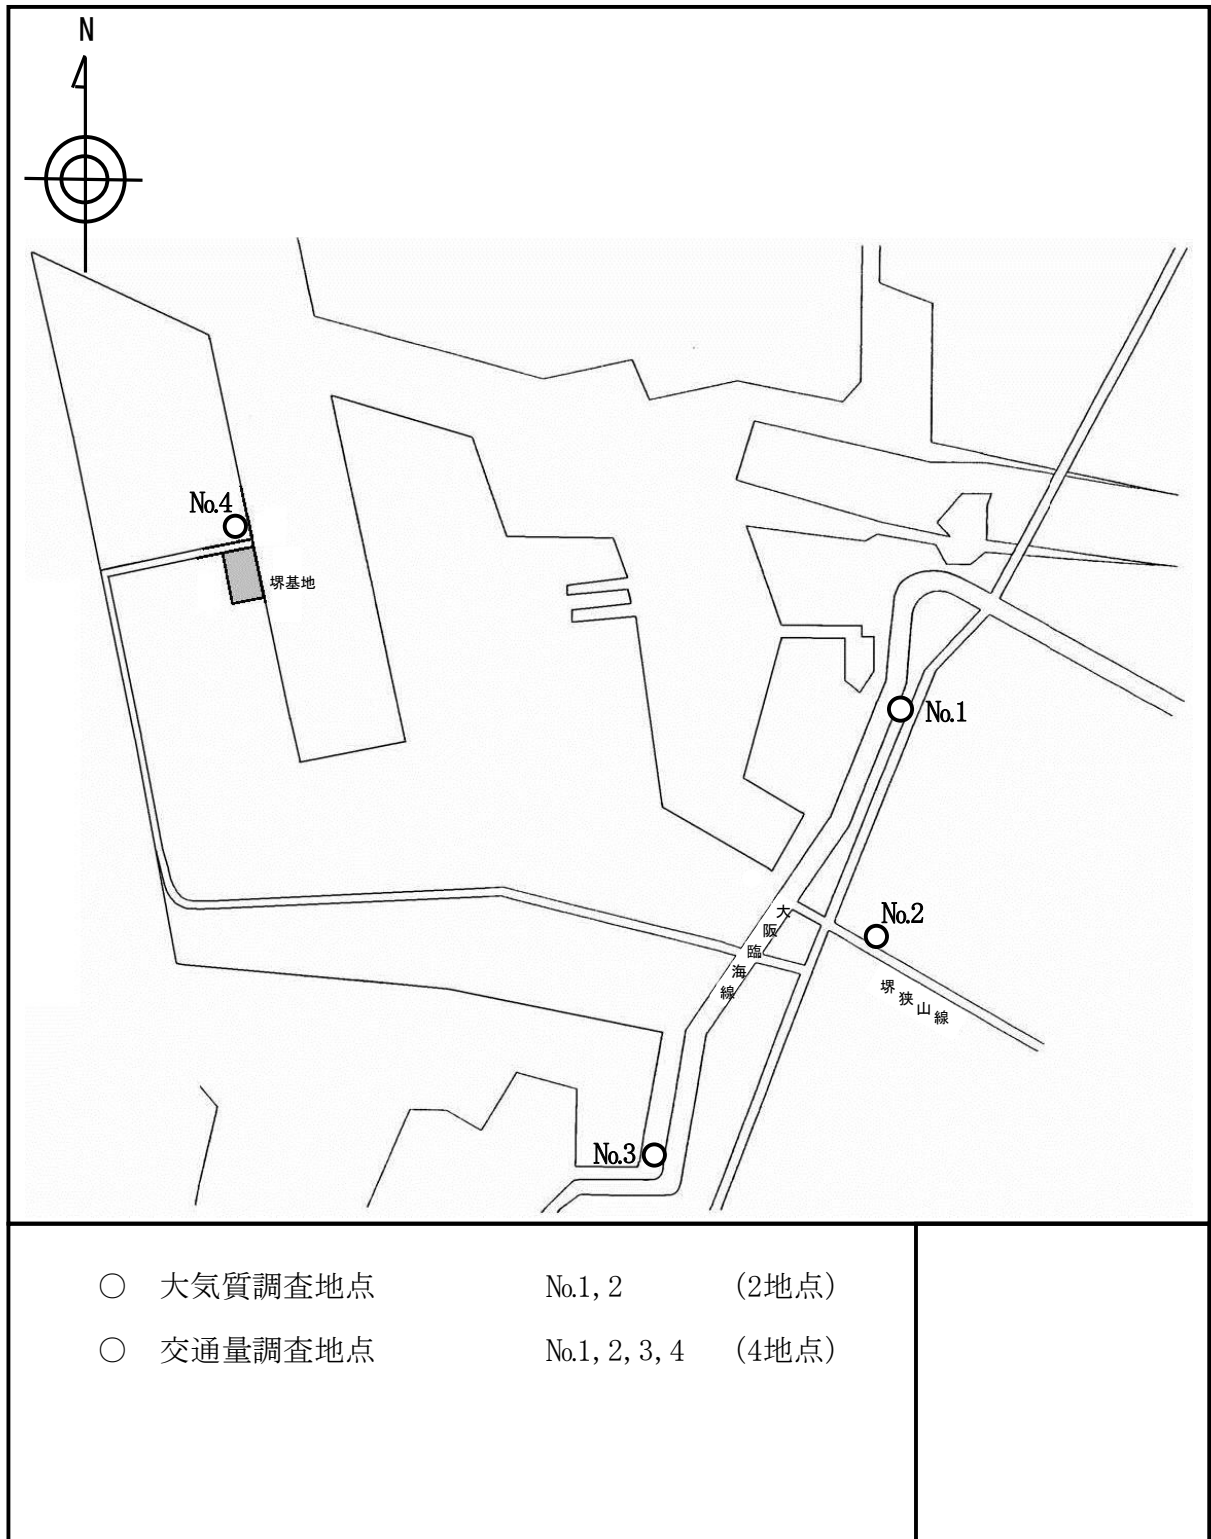 N
No.4
堺基地
No.1
No.2
大阪臨海線
堺狭山線
No.3
○ 大気質調査地点 No.1,2 (2地点)
○ 交通量調査地点 No.1,2,3,4 (4地点)